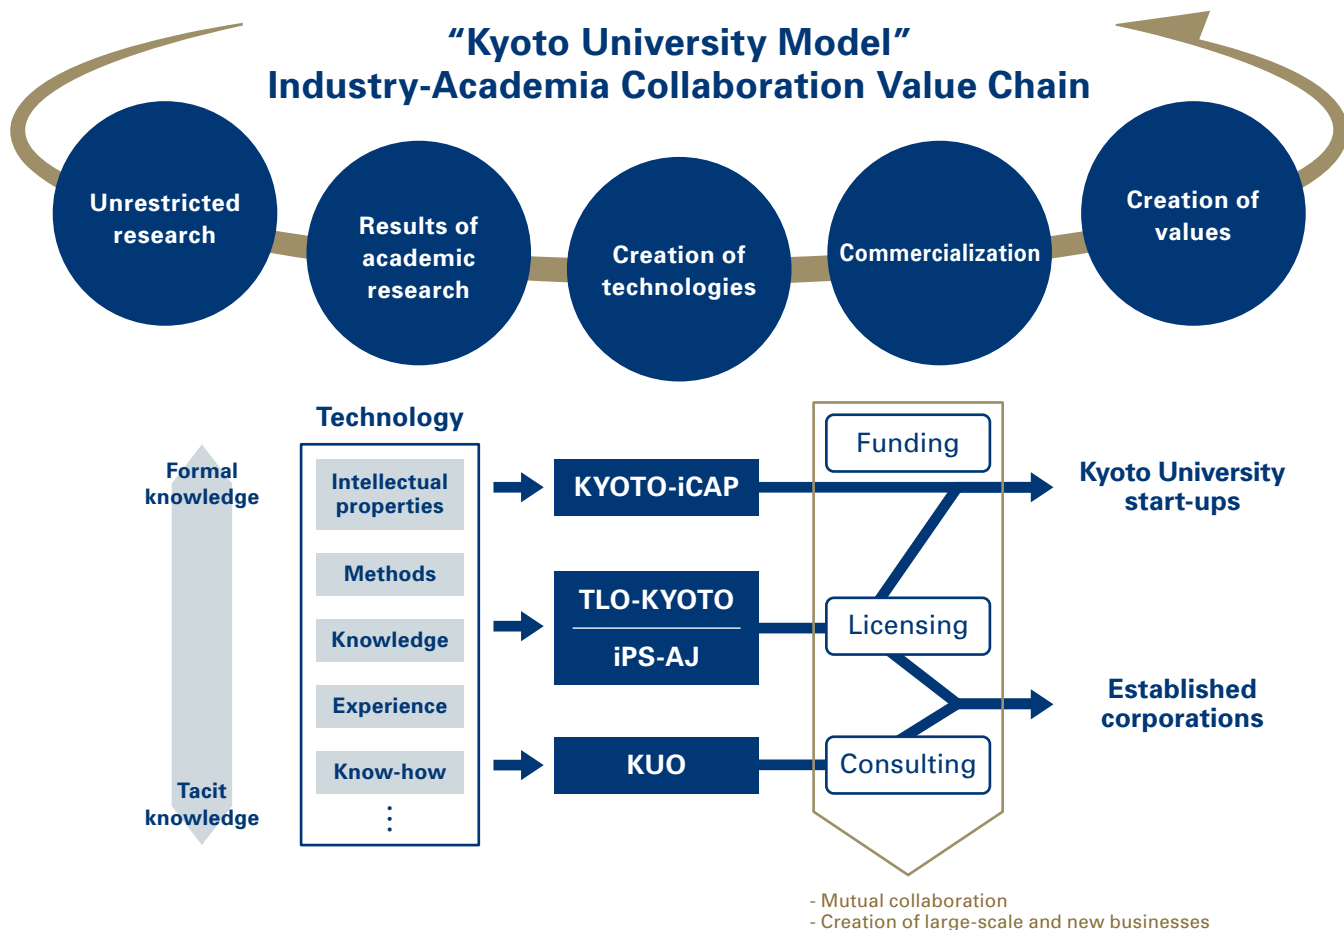 “Kyoto University Model”
Industry-Academia Collaboration Value Chain
Unrestricted
research
Results of
academic
research
Creation of
technologies
Commercialization
Creation of
values
Formal
knowledge
Tacit
knowledge
Technology
Intellectual
properties
Methods
Knowledge
Experience
Know-how
⋮
KYOTO-iCAP
TLO-KYOTO
iPS-AJ
KUO
Funding
Licensing
Consulting
Kyoto University
start-ups
Established
corporations
- Mutual collaboration
- Creation of large-scale and new businesses